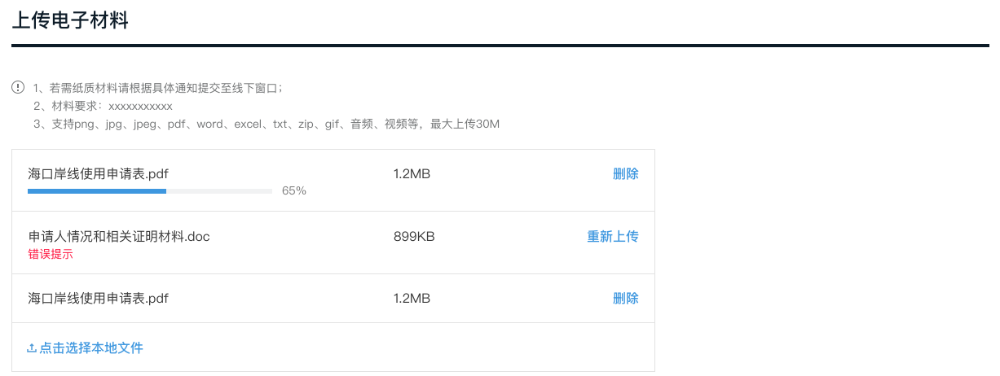 上传电子材料
1、若需纸质材料请根据具体通知提交至线下窗口；
2、材料要求：xxxxxxxxxxx
3、支持png、jpg、jpeg、pdf、word、excel、txt、zip、gif、音频、视频等，最大上传30M
海口岸线使用申请表.pdf 1.2MB 删除
65%
申请人情况和相关证明材料.doc 899KB 重新上传
错误提示
海口岸线使用申请表.pdf 1.2MB 删除
点击选择本地文件